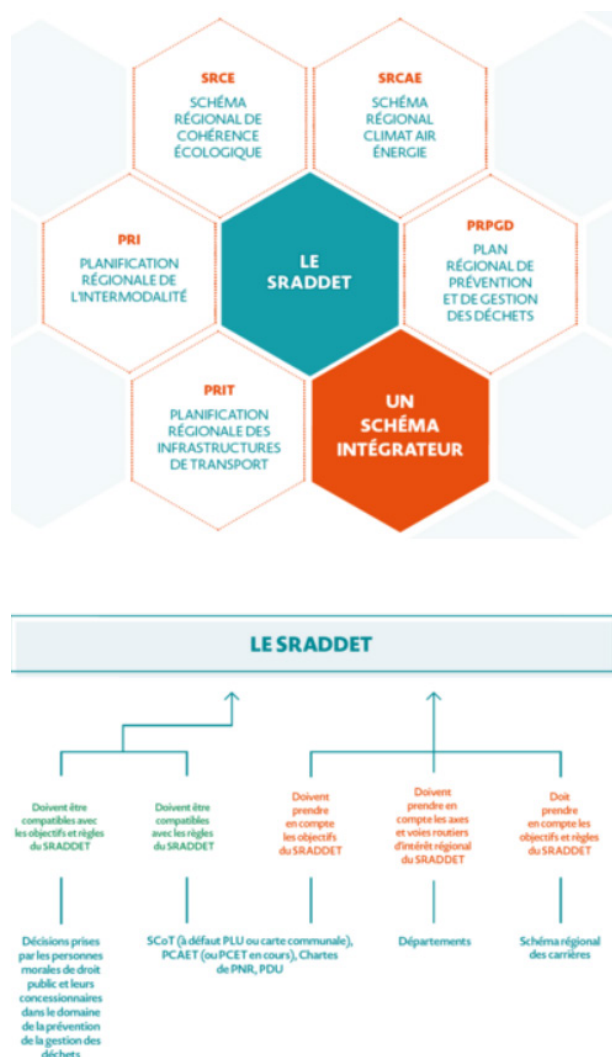 SRCE
SCHÉMA
RÉGIONAL DE
COHÉRENCE
ÉCOLOGIQUE
SRCAE
SCHÉMA
RÉGIONAL
CLIMAT AIR
ÉNERGIE
PRI
PLANIFICATION
RÉGIONALE DE
L'INTERMODALITÉ
LE
SRADDET
PRPGD
PLAN
RÉGIONAL DE
PRÉVENTION
ET DE GESTION
DES DÉCHETS
PRIT
PLANIFICATION
RÉGIONALE DES
INFRASTRUCTURES
DE TRANSPORT
UN
SCHÉMA
INTÉGRATEUR
LE SRADDET
Doivent être
compatibles avec
les objectifs et règles
du SRADDET
Doivent être
compatibles
avec les règles
du SRADDET
Doivent
prendre
en compte
les objectifs
du SRADDET
Doivent
prendre en
compte les axes
et voies routiers
d'intérêt régional
du SRADDET
Doit
prendre
en compte les
objectifs et règles
du SRADDET
Décisions prises
par les personnes
morales de droit
public et leurs
concessionnaires
dans le domaine
de la prévention
de la gestion des
déchets
SCoT (à défaut PLU ou carte communale),
PCAET (ou PCET en cours), Chartes
de PNR, PDU
Départements
Schéma régional
des carrières